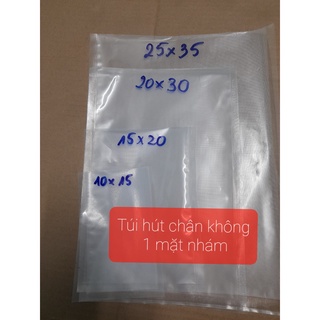 25x35
20x30
15x20
10x15
Túi hút chân không
1 mặt nhám